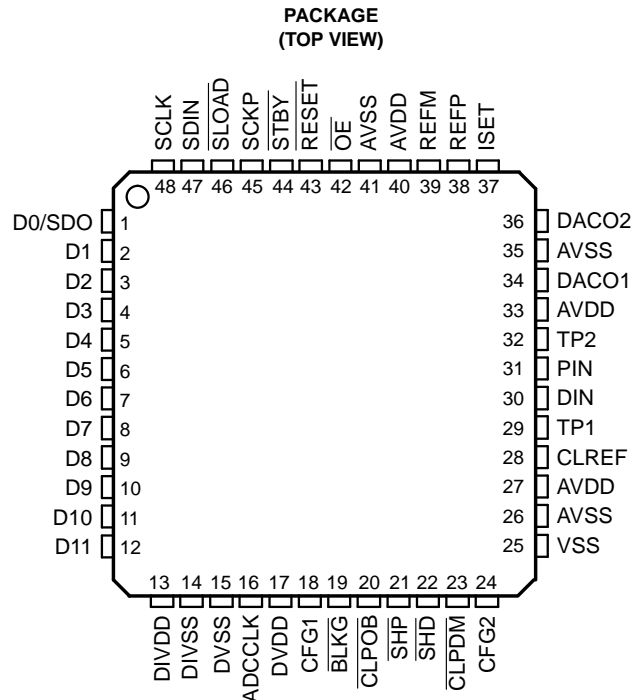 PACKAGE
(TOP VIEW)
SCLK
SDIN
SLOAD
SCKP
STBY
RESET
OE
AVSS
AVDD
REFM
REFP
ISET
48 47 46 45 44 43 42 41 40 39 38 37
D0/SDO 1
D1 2
D2 3
D3 4
D4 5
D5 6
D6 7
D7 8
D8 9
D9 10
D10 11
D11 12
36 DACO2
35 AVSS
34 DACO1
33 AVDD
32 TP2
31 PIN
30 DIN
29 TP1
28 CLREF
27 AVDD
26 AVSS
25 VSS
13 14 15 16 17 18 19 20 21 22 23 24
DIVDD
DIVSS
DVSS
ADCCLK
DVDD
CFG1
BLKG
CLPOB
SHP
SHD
CLPDM
CFG2